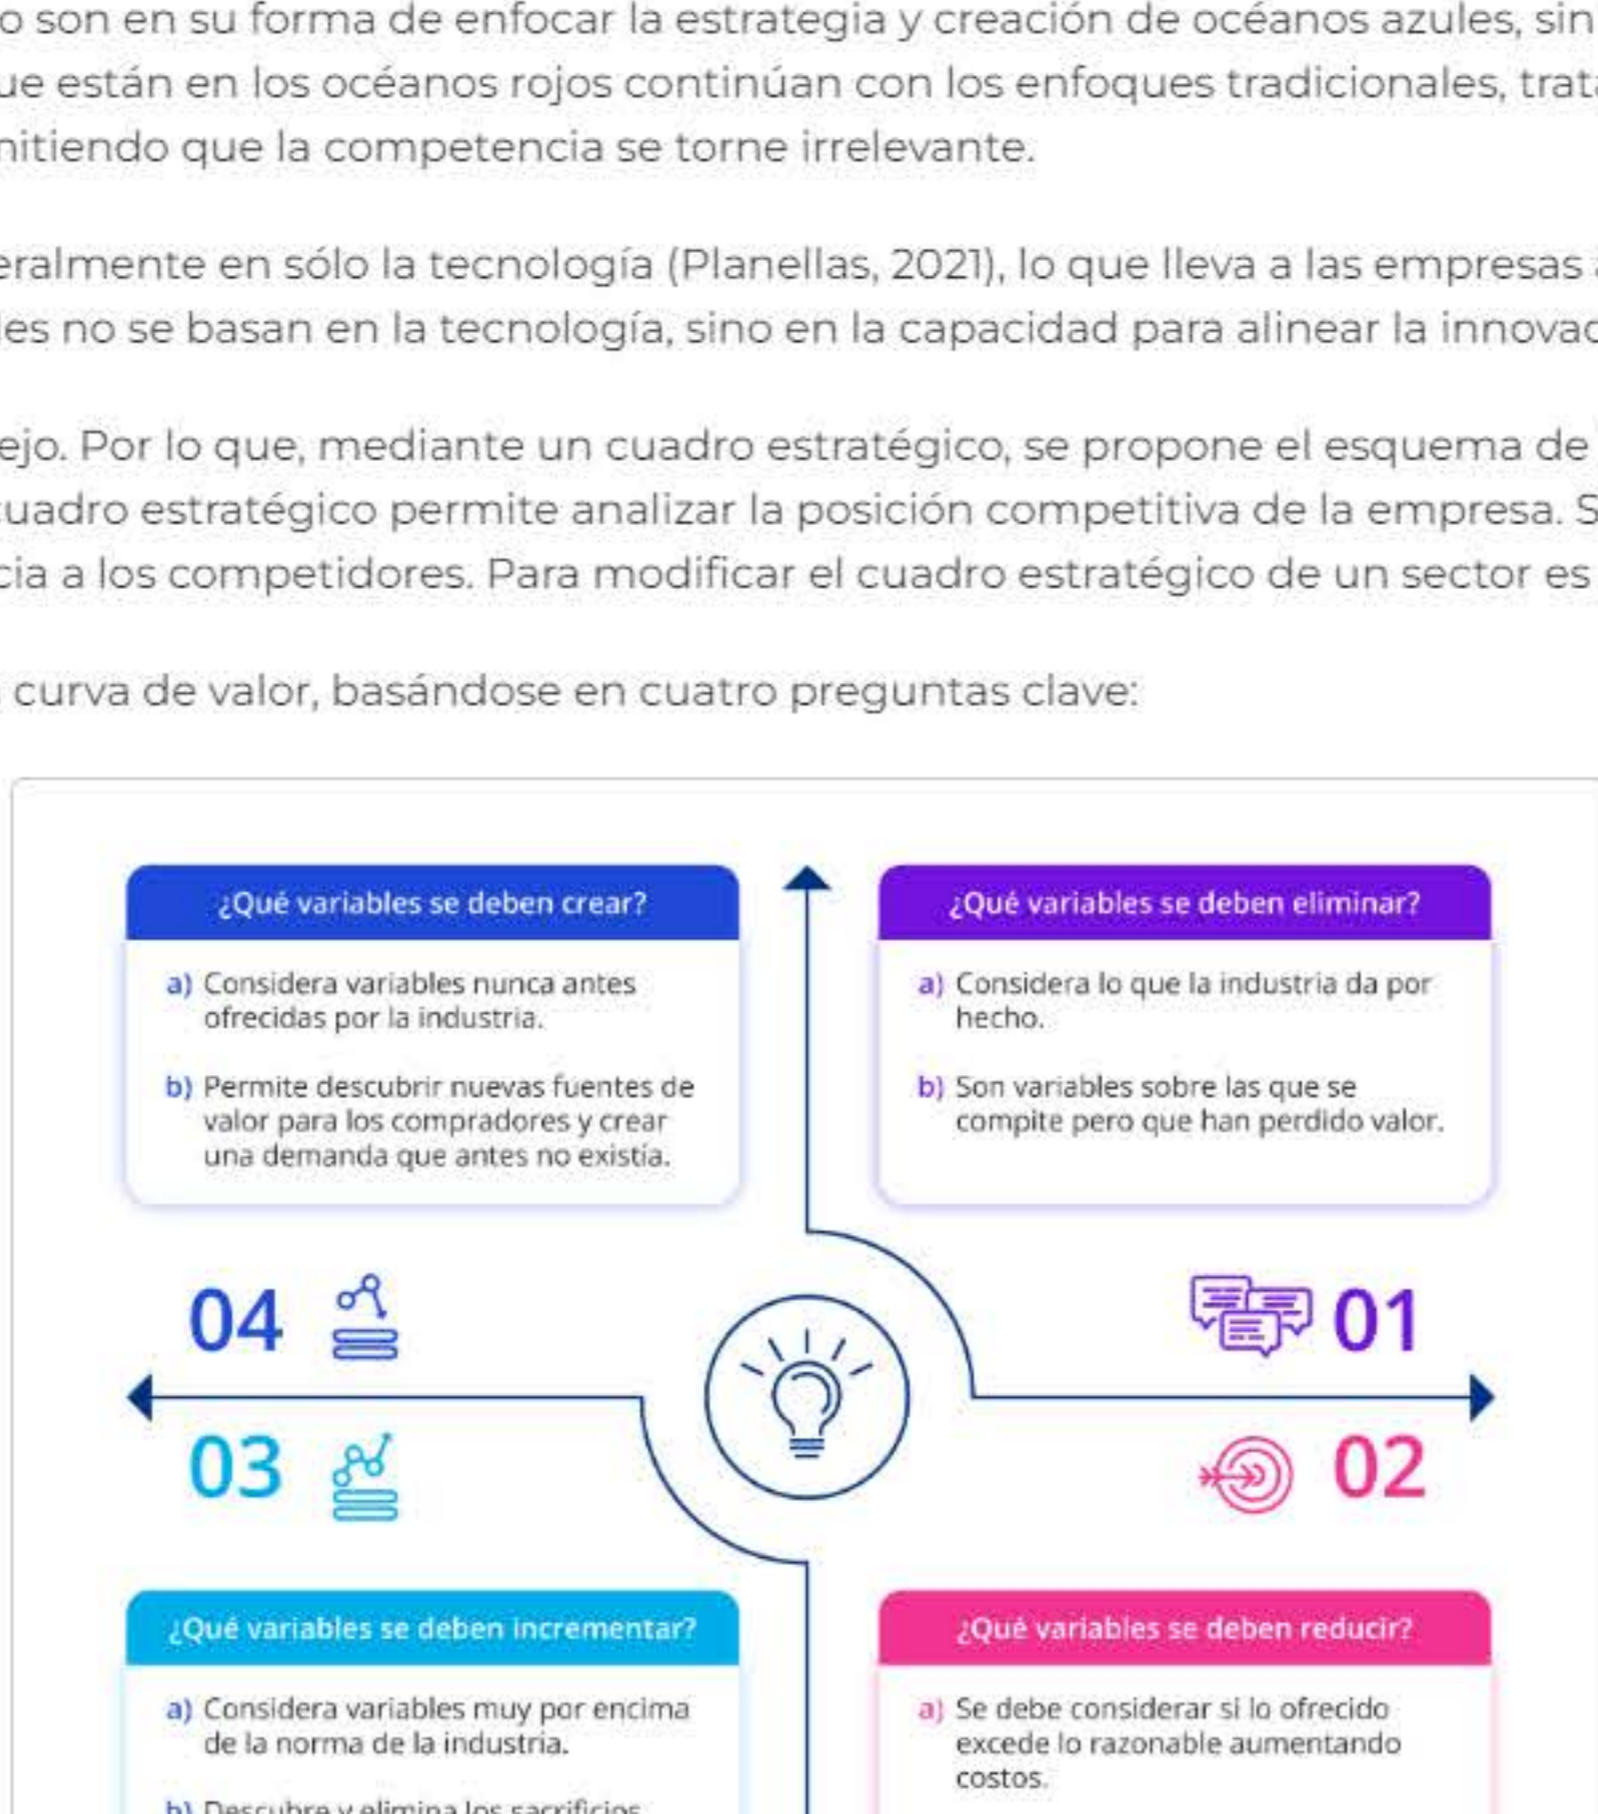 o son en su forma de enfocar la estrategia y creación de océanos azules, sin
ue están en los océanos rojos continúan con los enfoques tradicionales, trat
mitiendo que la competencia se torne irrelevante.
eralmente en sólo la tecnología (Planellas, 2021), lo que lleva a las empresas a
les no se basan en la tecnología, sino en la capacidad para alinear la innovac
ejo. Por lo que, mediante un cuadro estratégico, se propone el esquema de
cuadro estratégico permite analizar la posición competitiva de la empresa. S
cia a los competidores. Para modificar el cuadro estratégico de un sector es
curva de valor, basándose en cuatro preguntas clave:
¿Qué variables se deben crear?
a) Considera variables nunca antes
ofrecidas por la industria.
b) Permite descubrir nuevas fuentes de
valor para los compradores y crear
una demanda que antes no existía.
¿Qué variables se deben eliminar?
a) Considera lo que la industria da por
hecho.
b) Son variables sobre las que se
compite pero que han perdido valor.
04
01
03
02
¿Qué variables se deben incrementar?
a) Considera variables muy por encima
de la norma de la industria.
b) Descubre y elimina los sacrificios
¿Qué variables se deben reducir?
a) Se debe considerar si lo ofrecido
excede lo razonable aumentando
costos.